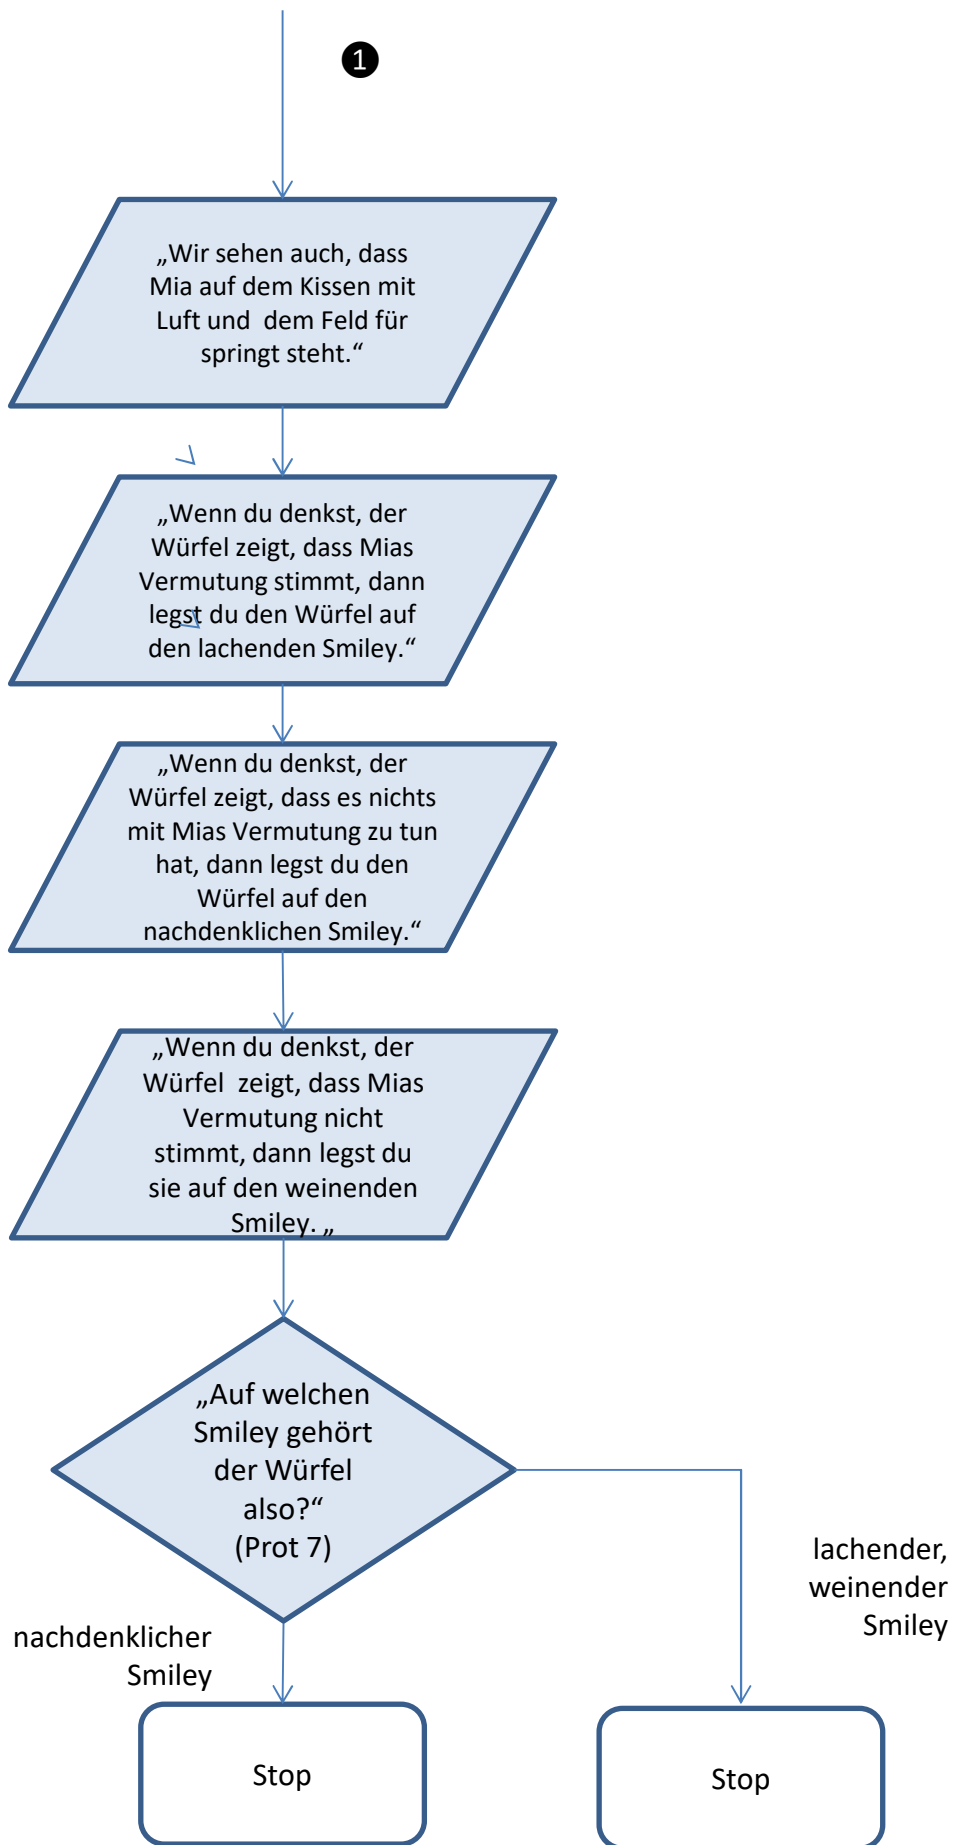 ❶
„Wir sehen auch, dass
Mia auf dem Kissen mit
Luft und  dem Feld für
springt steht.“
„Wenn du denkst, der
Würfel zeigt, dass Mias
Vermutung stimmt, dann
legst du den Würfel auf
den lachenden Smiley.“
„Wenn du denkst, der
Würfel zeigt, dass es nichts
mit Mias Vermutung zu tun
hat, dann legst du den
Würfel auf den
nachdenklichen Smiley.“
„Wenn du denkst, der
Würfel  zeigt, dass Mias
Vermutung nicht
stimmt, dann legst du
sie auf den weinenden
Smiley. „
„Auf welchen
Smiley gehört
der Würfel
also?“
(Prot 7)
lachender,
weinender
Smiley
nachdenklicher
Smiley
Stop
Stop